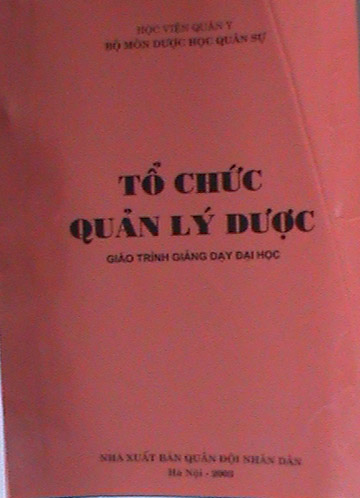 HỌC VIỆN QUÂN Y
BỘ MÔN DƯỢC HỌC QUÂN SỰ
TỔ CHỨC
QUẢN LÝ DƯỢC
GIÁO TRÌNH GIẢNG DẠY ĐẠI HỌC
NHÀ XUẤT BẢN QUÂN ĐỘI NHÂN DÂN
Hà Nội - 2003